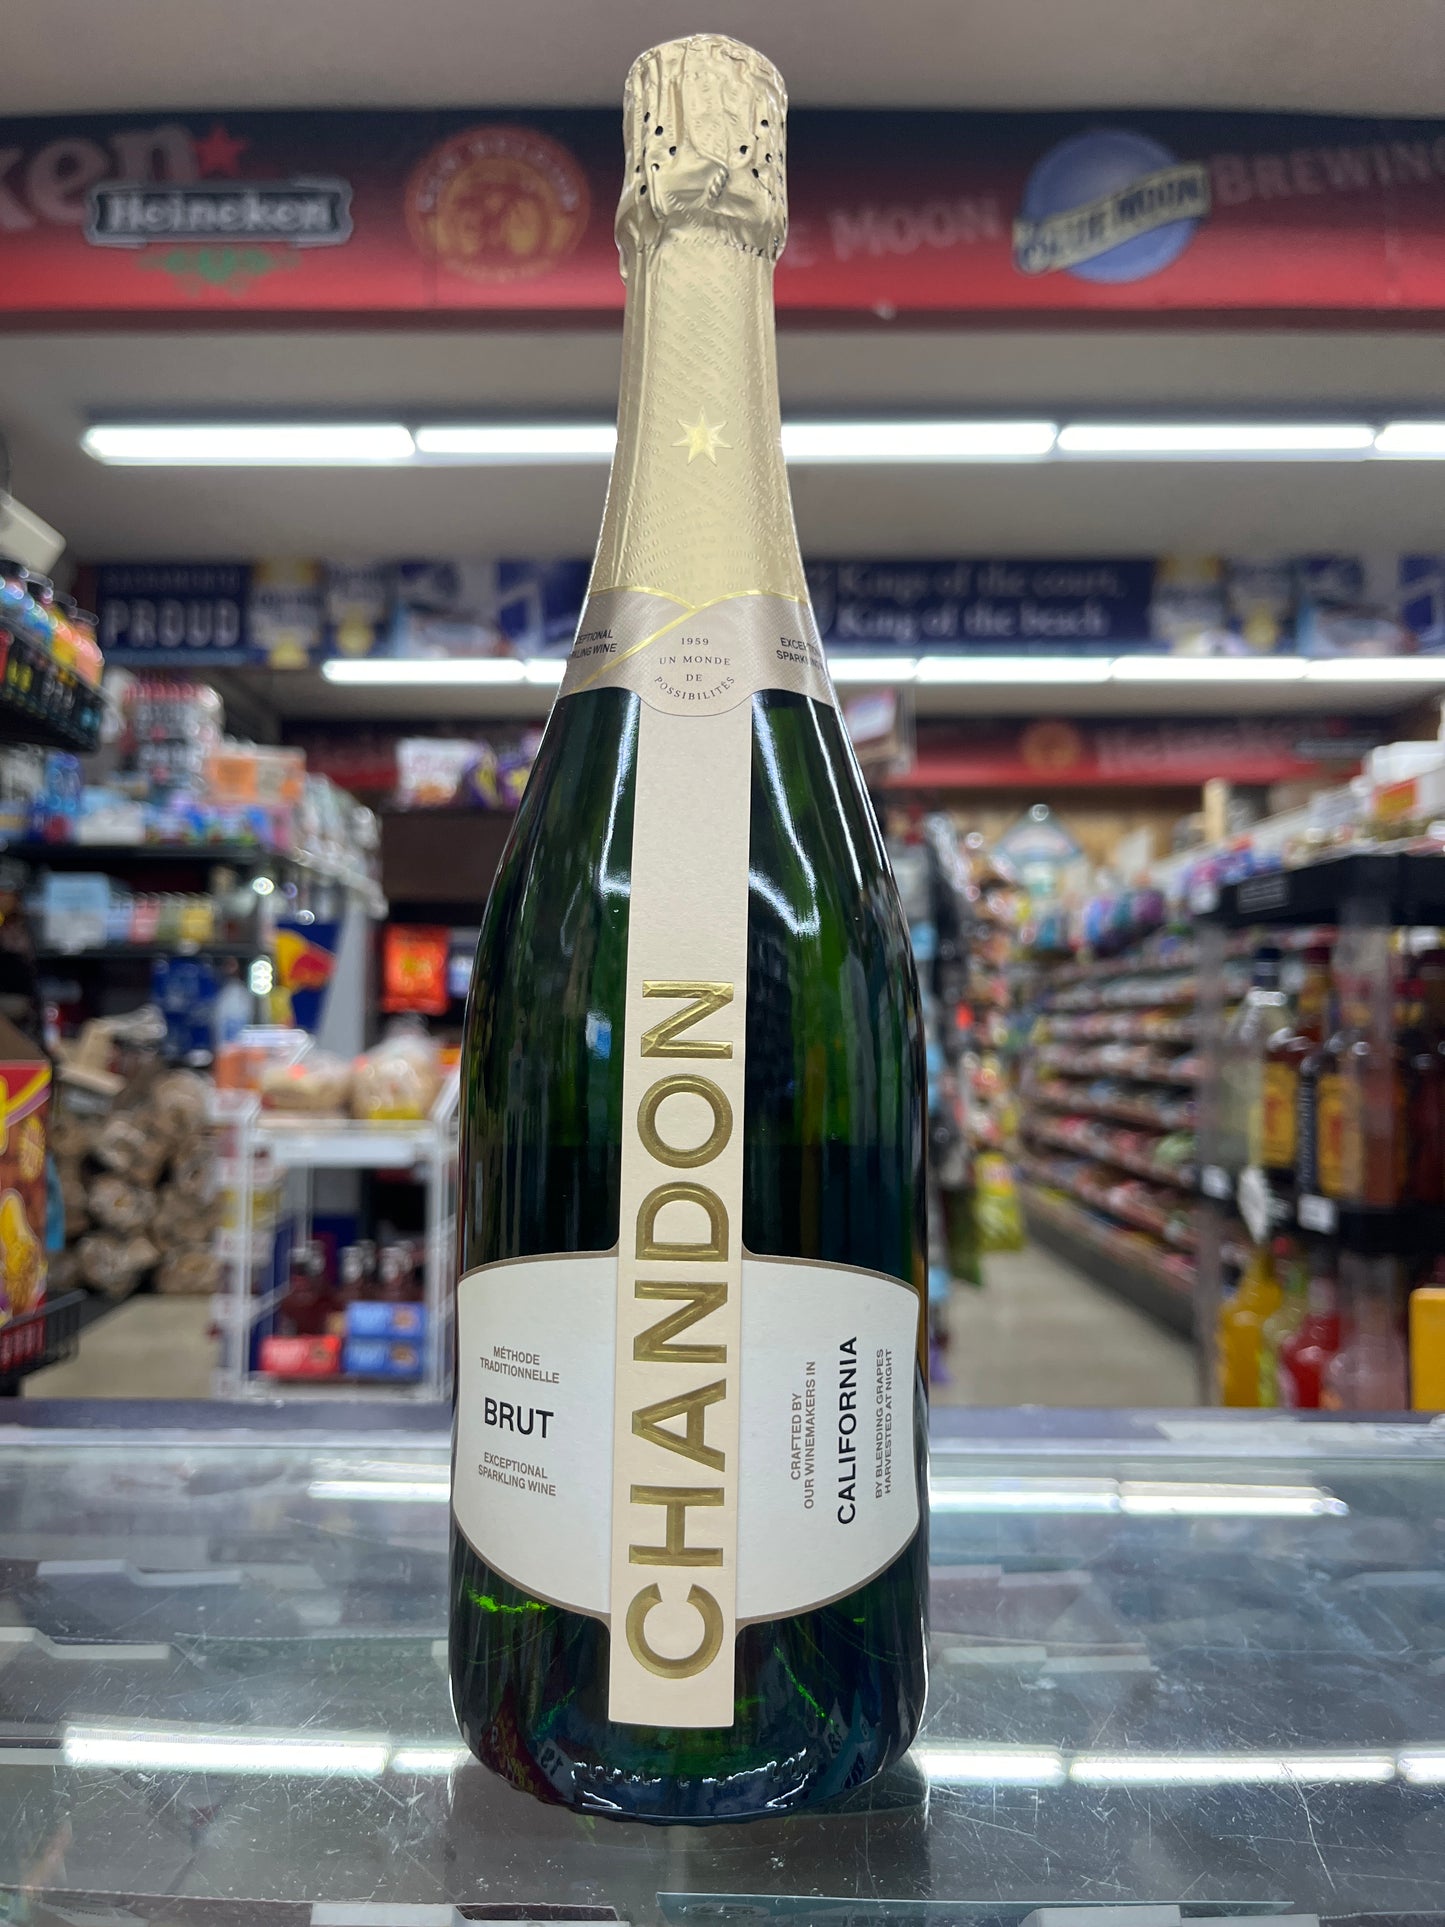 Heineken
BLUE MOON
BREWING
MOON
PROUD
Kings of the court,
King of the beach
EXCEPTIONAL
SPARKLING WINE
1959
UN MONDE
DE
POSSIBILITÉS
CHANDON
MÉTHODE
TRADITIONNELLE
BRUT
EXCEPTIONAL
SPARKLING WINE
CRAFTED BY
OUR WINEMAKERS IN
CALIFORNIA
BY BLENDING GRAPES
HARVESTED AT NIGHT